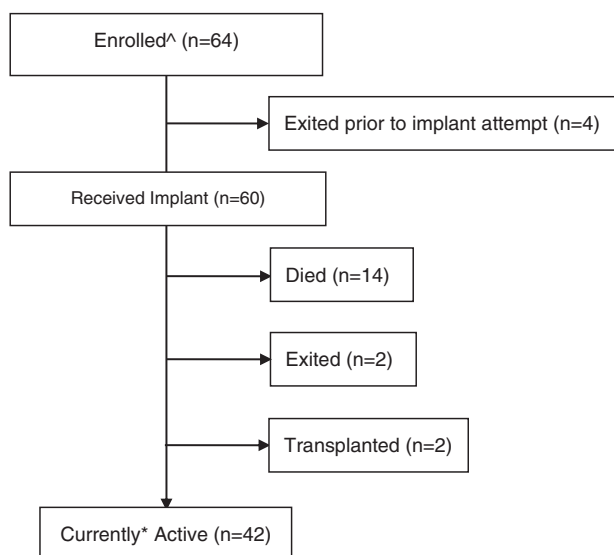 Enrolled^ (n=64)
Exited prior to implant attempt (n=4)
Received Implant (n=60)
Died (n=14)
Exited (n=2)
Transplanted (n=2)
Currently* Active (n=42)